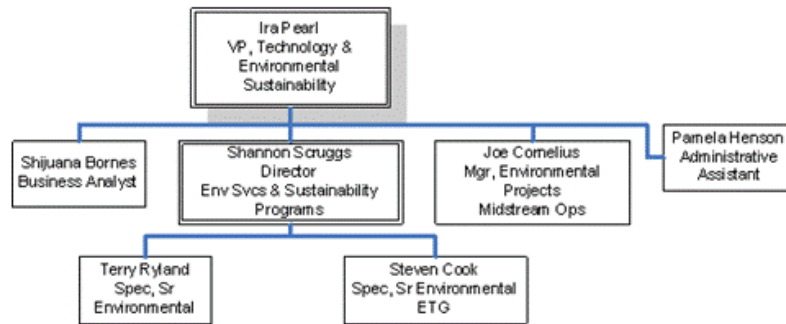 Ira Pearl
VP, Technology &
Environmental
Sustainability
Shijuana Bornes
Business Analyst
Shannon Scruggs
Director
Env Svcs & Sustainability
Programs
Joe Cornelius
Mgr, Environmental
Projects
Midstream Ops
Pamela Henson
Administrative
Assistant
Terry Ryland
Spec, Sr
Environmental
Steven Cook
Spec, Sr Environmental
ETG